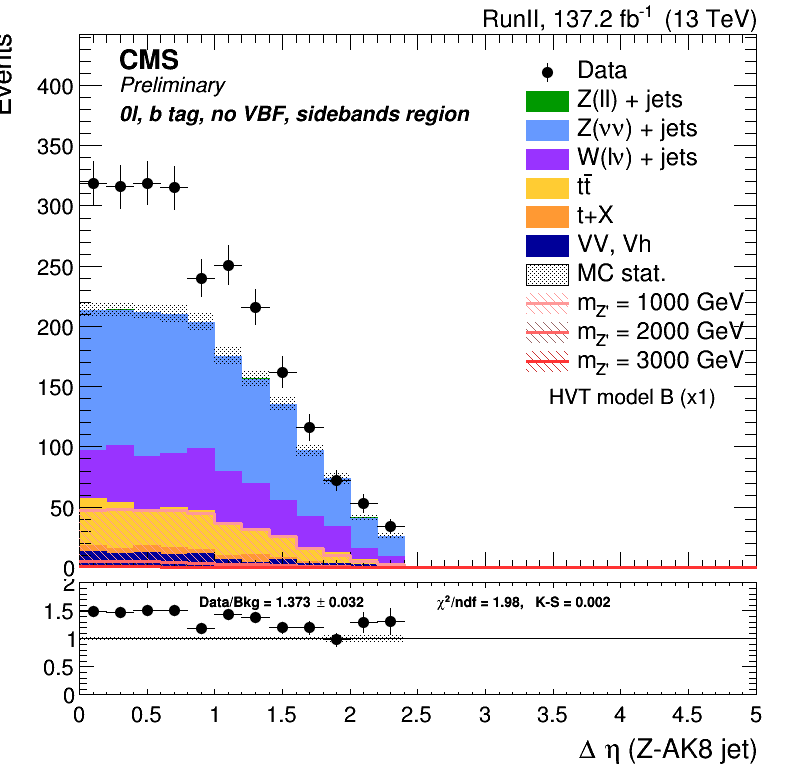 RunII, 137.2 fb⁻¹ (13 TeV)
Events
CMS
Preliminary
0l, b tag, no VBF, sidebands region
Data
Z(ll) + jets
Z(νν) + jets
W(lν) + jets
tt̄
t+X
VV, Vh
MC stat.
m_Z' = 1000 GeV
m_Z' = 2000 GeV
m_Z' = 3000 GeV
HVT model B (x1)
400
350
300
250
200
150
100
50
0
Data/Bkg = 1.373 ± 0.032
χ²/ndf = 1.98, K-S = 0.002
2
1.5
1
0.5
0
0 0.5 1 1.5 2 2.5 3 3.5 4 4.5 5
Δ η (Z-AK8 jet)